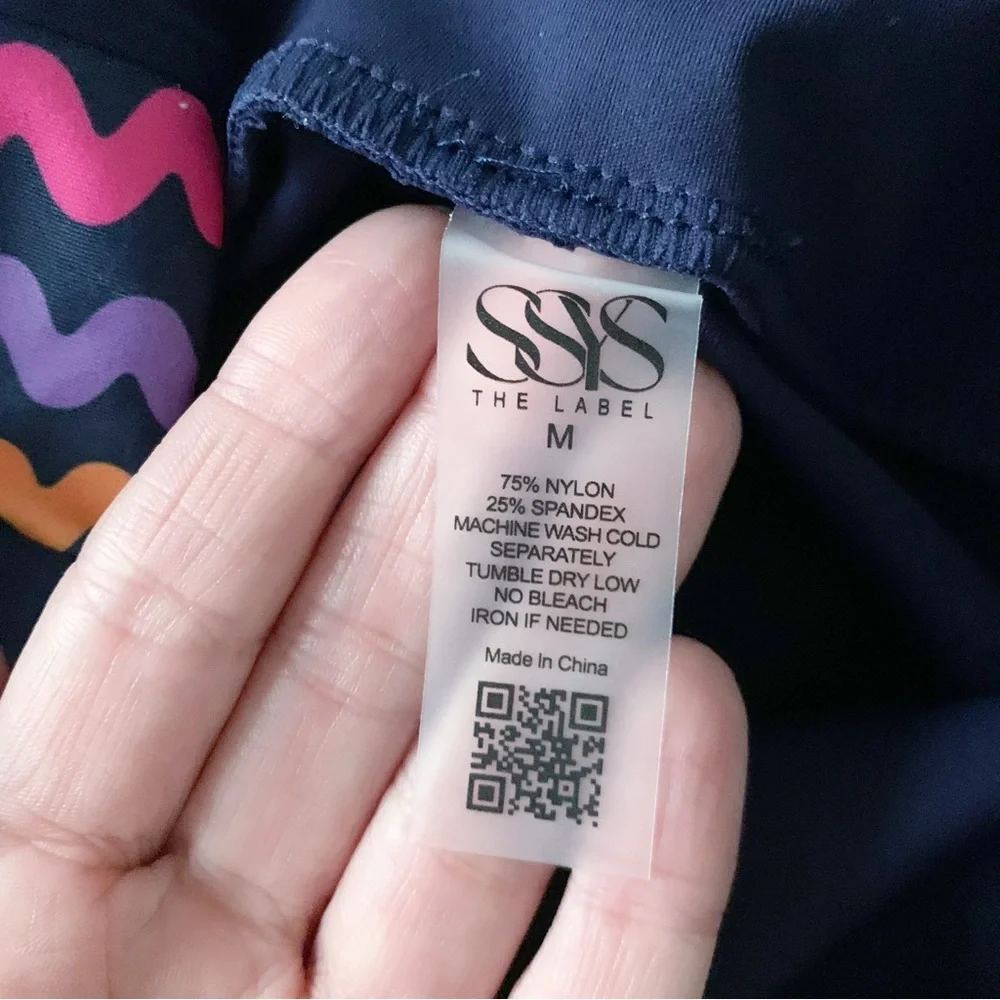 SSYS
THE LABEL
M
75% NYLON
25% SPANDEX
MACHINE WASH COLD
SEPARATELY
TUMBLE DRY LOW
NO BLEACH
IRON IF NEEDED
Made In China